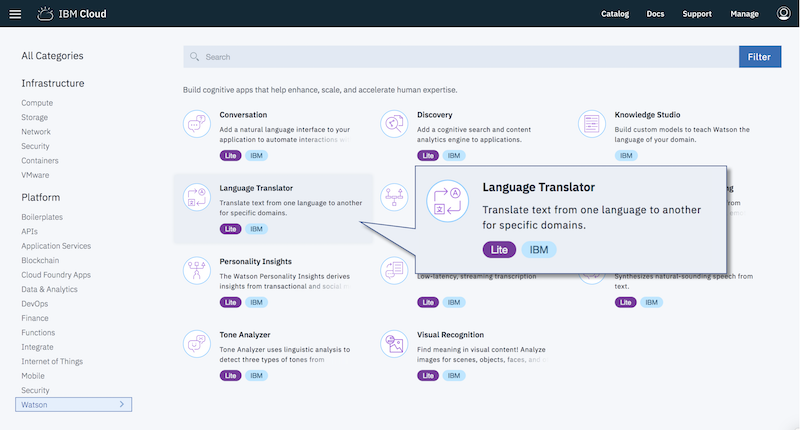 IBM Cloud
Catalog
Docs
Support
Manage
All Categories
Infrastructure
Compute
Storage
Network
Security
Containers
VMware
Platform
Boilerplates
APIs
Application Services
Blockchain
Cloud Foundry Apps
Data & Analytics
DevOps
Finance
Functions
Integrate
Internet of Things
Mobile
Security
Watson
Search
Filter
Build cognitive apps that help enhance, scale, and accelerate human expertise.
Conversation
Add a natural language interface to your
application to automate interactions
Lite IBM
Discovery
Add a cognitive search and content
analytics engine to applications.
Lite IBM
Knowledge Studio
Build custom models to teach Watson the
language of your domain.
IBM
Language Translator
Translate text from one language to another
for specific domains.
Lite IBM
Language Translator
Translate text from one language to another
for specific domains.
Lite IBM
Personality Insights
The Watson Personality Insights derives
insights from transactional and social
Lite IBM
Low-latency, streaming transcription
Lite IBM
Synthesizes natural-sounding speech from
text.
Lite IBM
Tone Analyzer
Tone Analyzer uses linguistic analysis to
detect three types of tones from
Lite IBM
Visual Recognition
Find meaning in visual content! Analyze
images for scenes, objects, faces, and
Lite IBM